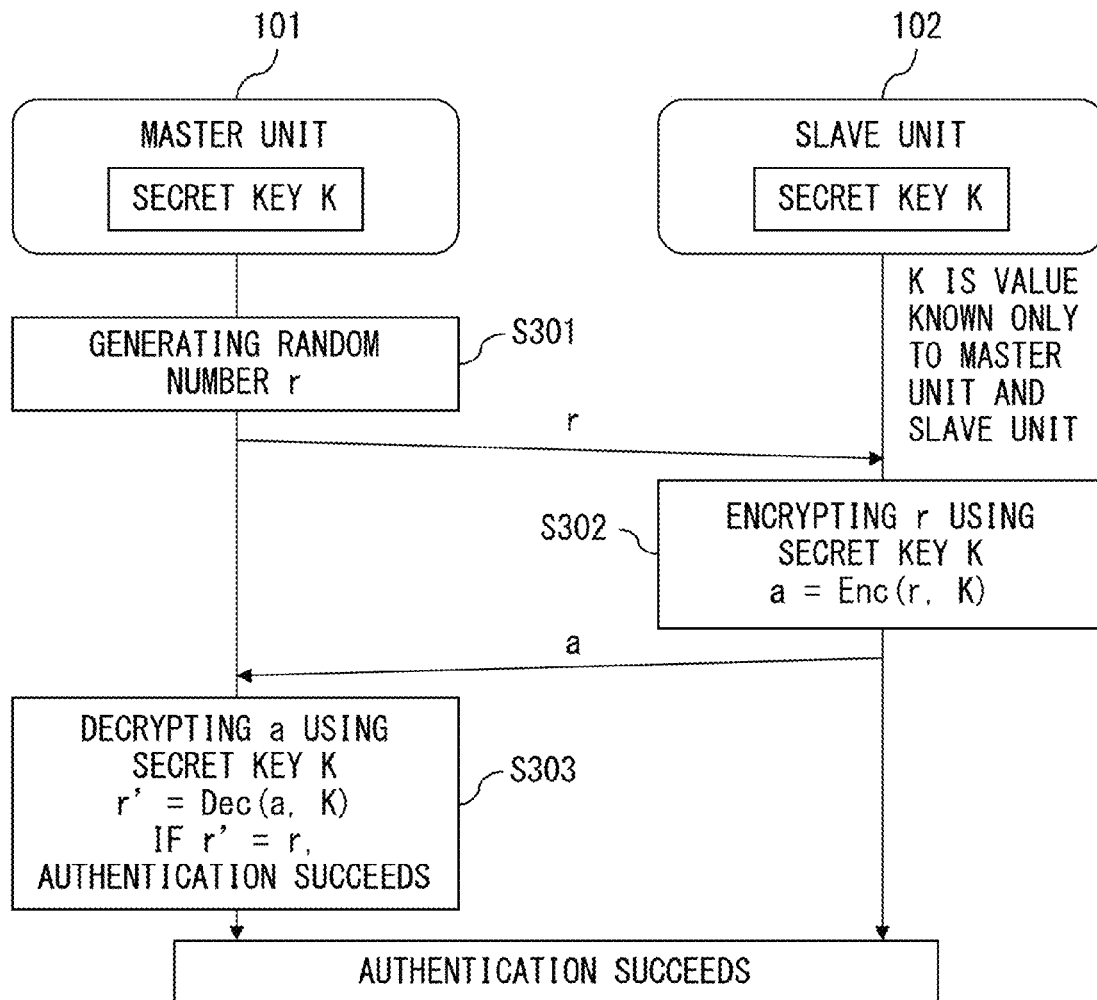 101
102
MASTER UNIT
SECRET KEY K
SLAVE UNIT
SECRET KEY K
K IS VALUE
KNOWN ONLY
TO MASTER
UNIT AND
SLAVE UNIT
GENERATING RANDOM
NUMBER r
S301
r
S302
ENCRYPTING r USING
SECRET KEY K
a = Enc(r, K)
a
DECRYPTING a USING
SECRET KEY K
r' = Dec(a, K)
IF r' = r,
AUTHENTICATION SUCCEEDS
S303
AUTHENTICATION SUCCEEDS